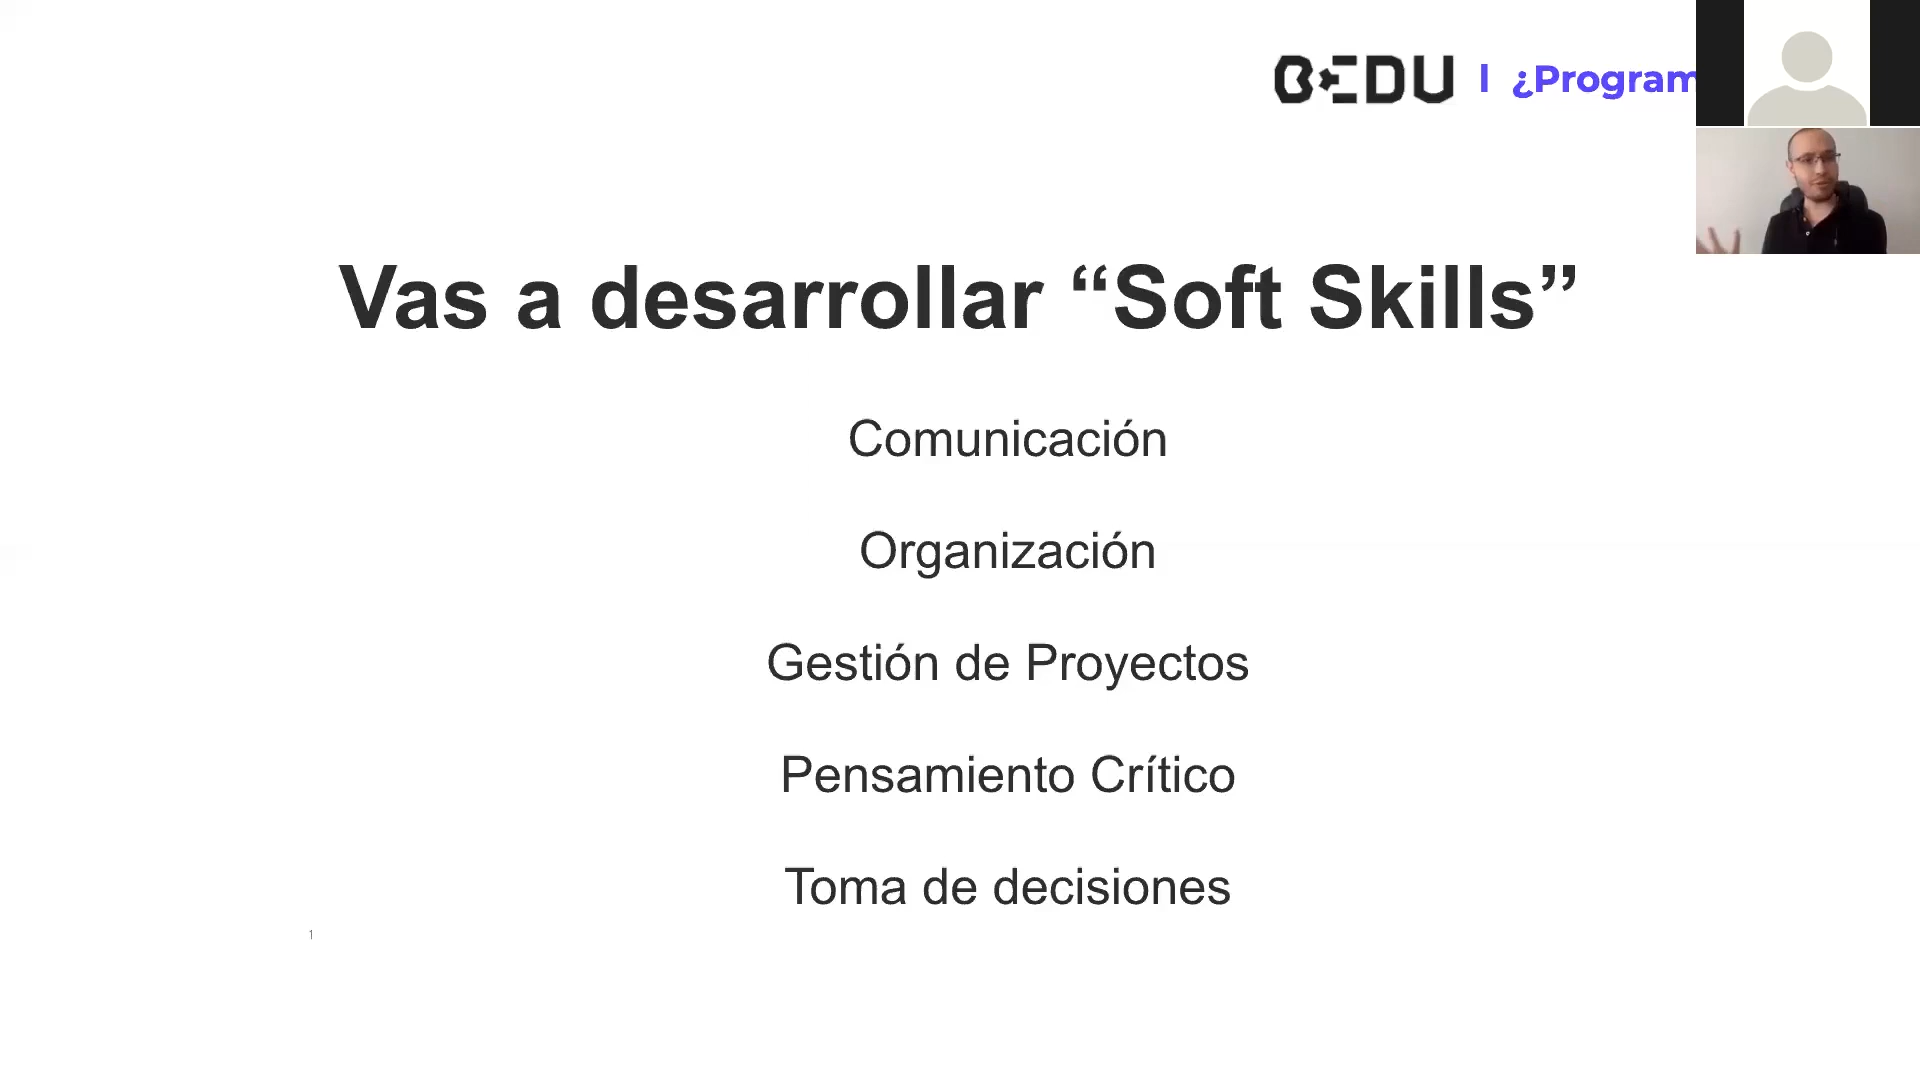 BEDU | ¿Program
Vas a desarrollar “Soft Skills”
Comunicación
Organización
Gestión de Proyectos
Pensamiento Crítico
Toma de decisiones
1